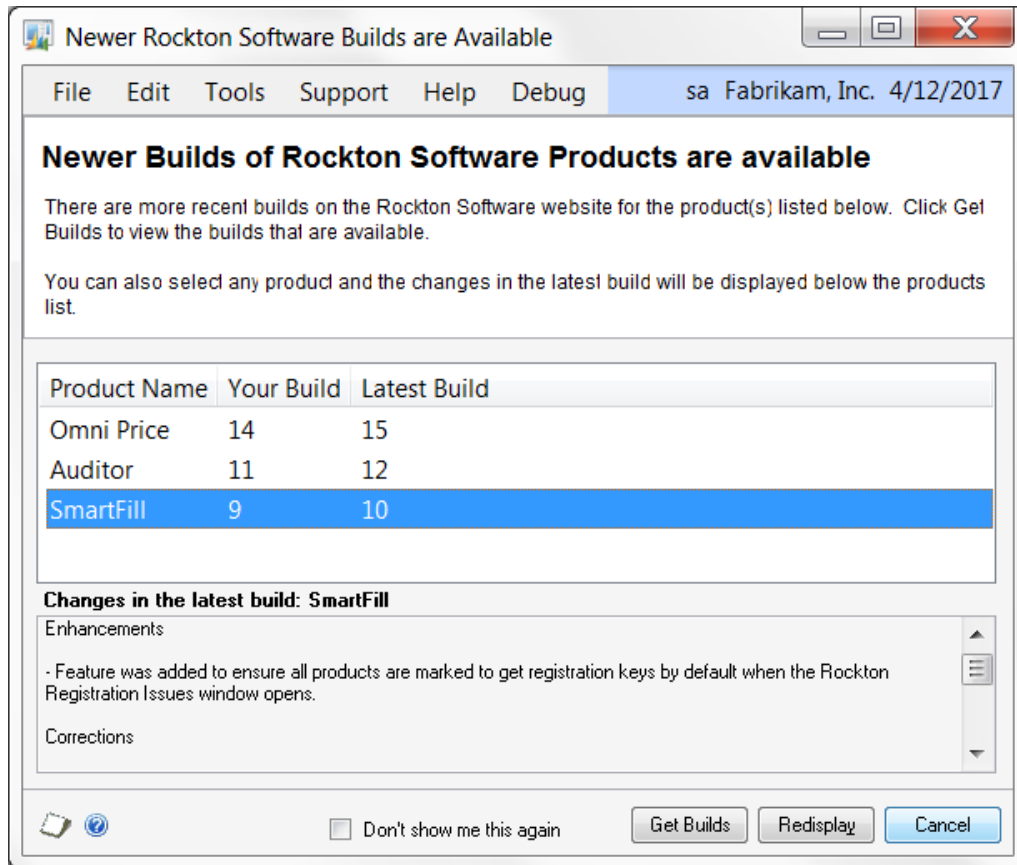 Newer Rockton Software Builds are Available
File Edit Tools Support Help Debug sa Fabrikam, Inc. 4/12/2017
Newer Builds of Rockton Software Products are available
There are more recent builds on the Rockton Software website for the product(s) listed below. Click Get
Builds to view the builds that are available.
You can also select any product and the changes in the latest build will be displayed below the products
list.
Product Name Your Build Latest Build
Omni Price 14 15
Auditor 11 12
SmartFill 9 10
Changes in the latest build: SmartFill
Enhancements
- Feature was added to ensure all products are marked to get registration keys by default when the Rockton
Registration Issues window opens.
Corrections
Don't show me this again Get Builds Redisplay Cancel